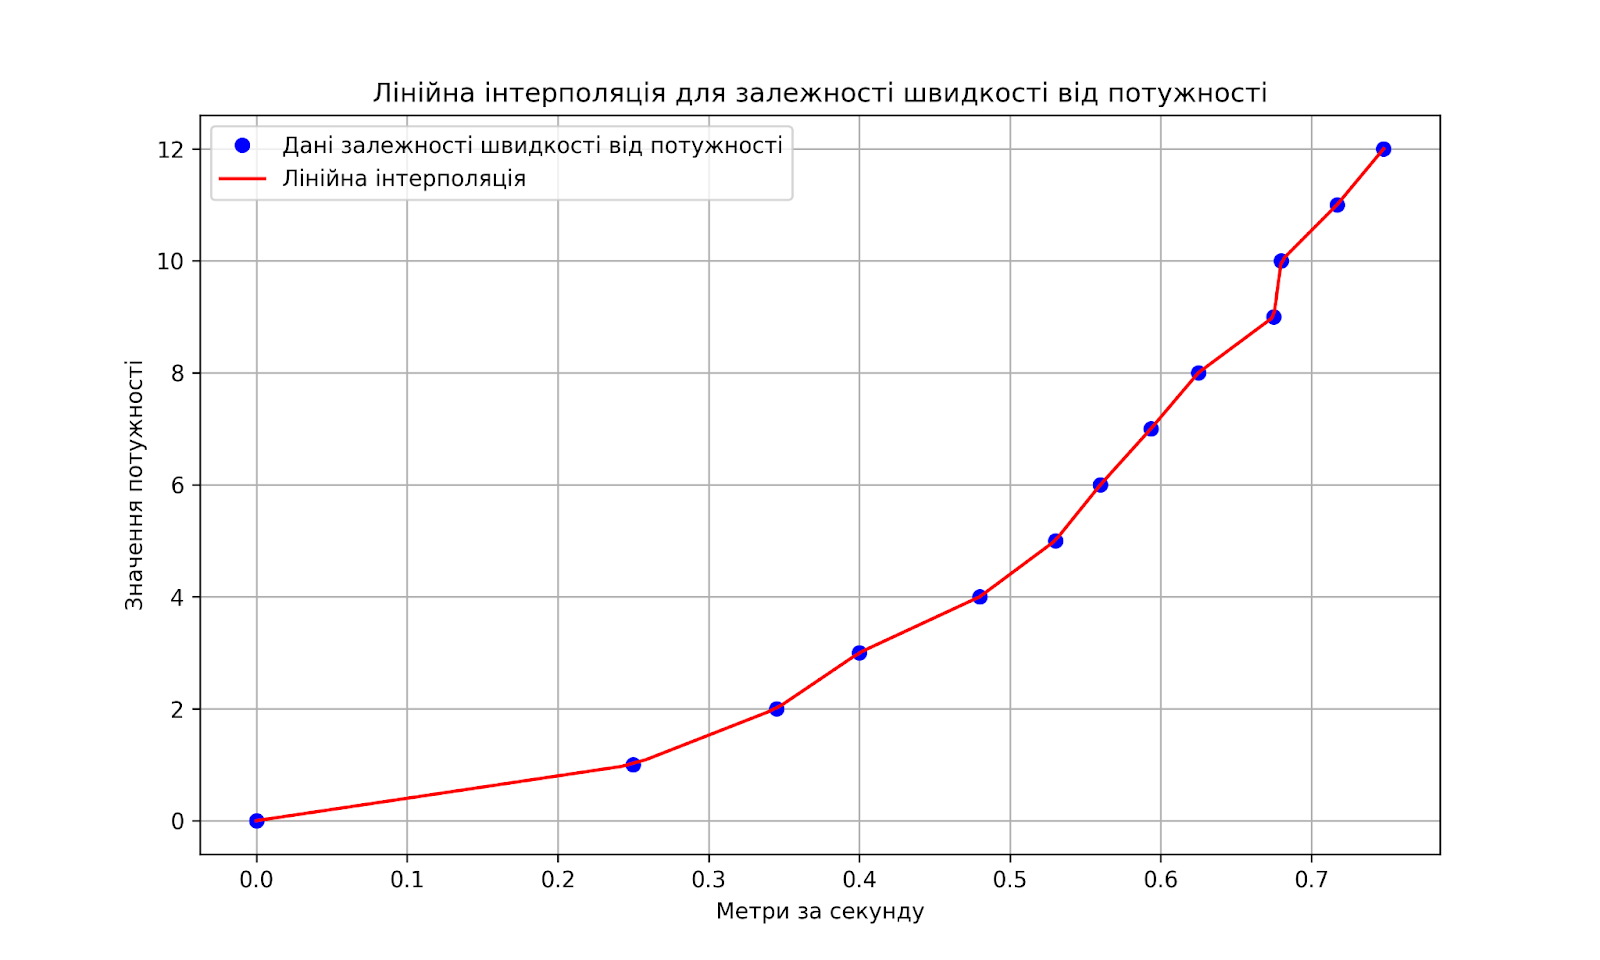 Лінійна інтерполяція для залежності швидкості від потужності
Дані залежності швидкості від потужності
Лінійна інтерполяція
Значення потужності
12
10
8
6
4
2
0
0.0 0.1 0.2 0.3 0.4 0.5 0.6 0.7
Метри за секунду